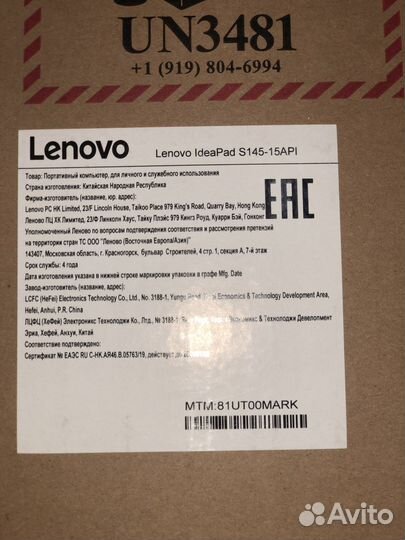 UN3481
+1 (919) 804-6994
Lenovo
Lenovo IdeaPad S145-15API
Товар: Портативный компьютер, для личного и служебного использования
Страна изготовления: Китайская Народная Республика
Фирма-изготовитель (название, юр. адрес):
Lenovo PC HK Limited, 23/F Lincoln House, Taikoo Place 979 King's Road, Quarry Bay, Hong Kong
Леново ПЦ ХК Лимитед, 23/Ф Линколн Хаус, Тайку Плэйс 979 Кингз Роуд, Куарри Бэй, Гонконг
EAC
Уполномоченный Леново по вопросам подтверждения соответствия и рассмотрения претензий
на территории стран ТС ООО "Леново (Восточная Европа/Азия)"
143407, Московская область, г. Красногорск, бульвар Строителей, 4 стр. 1, секция А, 7-й этаж
Срок службы: 4 года
Дата изготовления указана в нижней строке маркировки упаковки в графе Mfg. Date
Завод-изготовитель (название, адрес):
LCFC (HeFei) Electronics Technology Co., Ltd., No. 3188-1, Yungu Road Economics & Technology Development Area,
Hefei, Anhui, P.R. China
ЛЦФЦ (ХеФей) Электроникс Технолоджи Ко., Лтд., № 3188-1, Экономикс & Технолоджи Девелопмент
Эриа, Хефей, Анхуи, Китай
Соответствие подтверждено:
Сертификат № ЕАЭС RU С-HK.АЯ46.В.05763/19, действует до
MTM:81UT00MARK
Avito